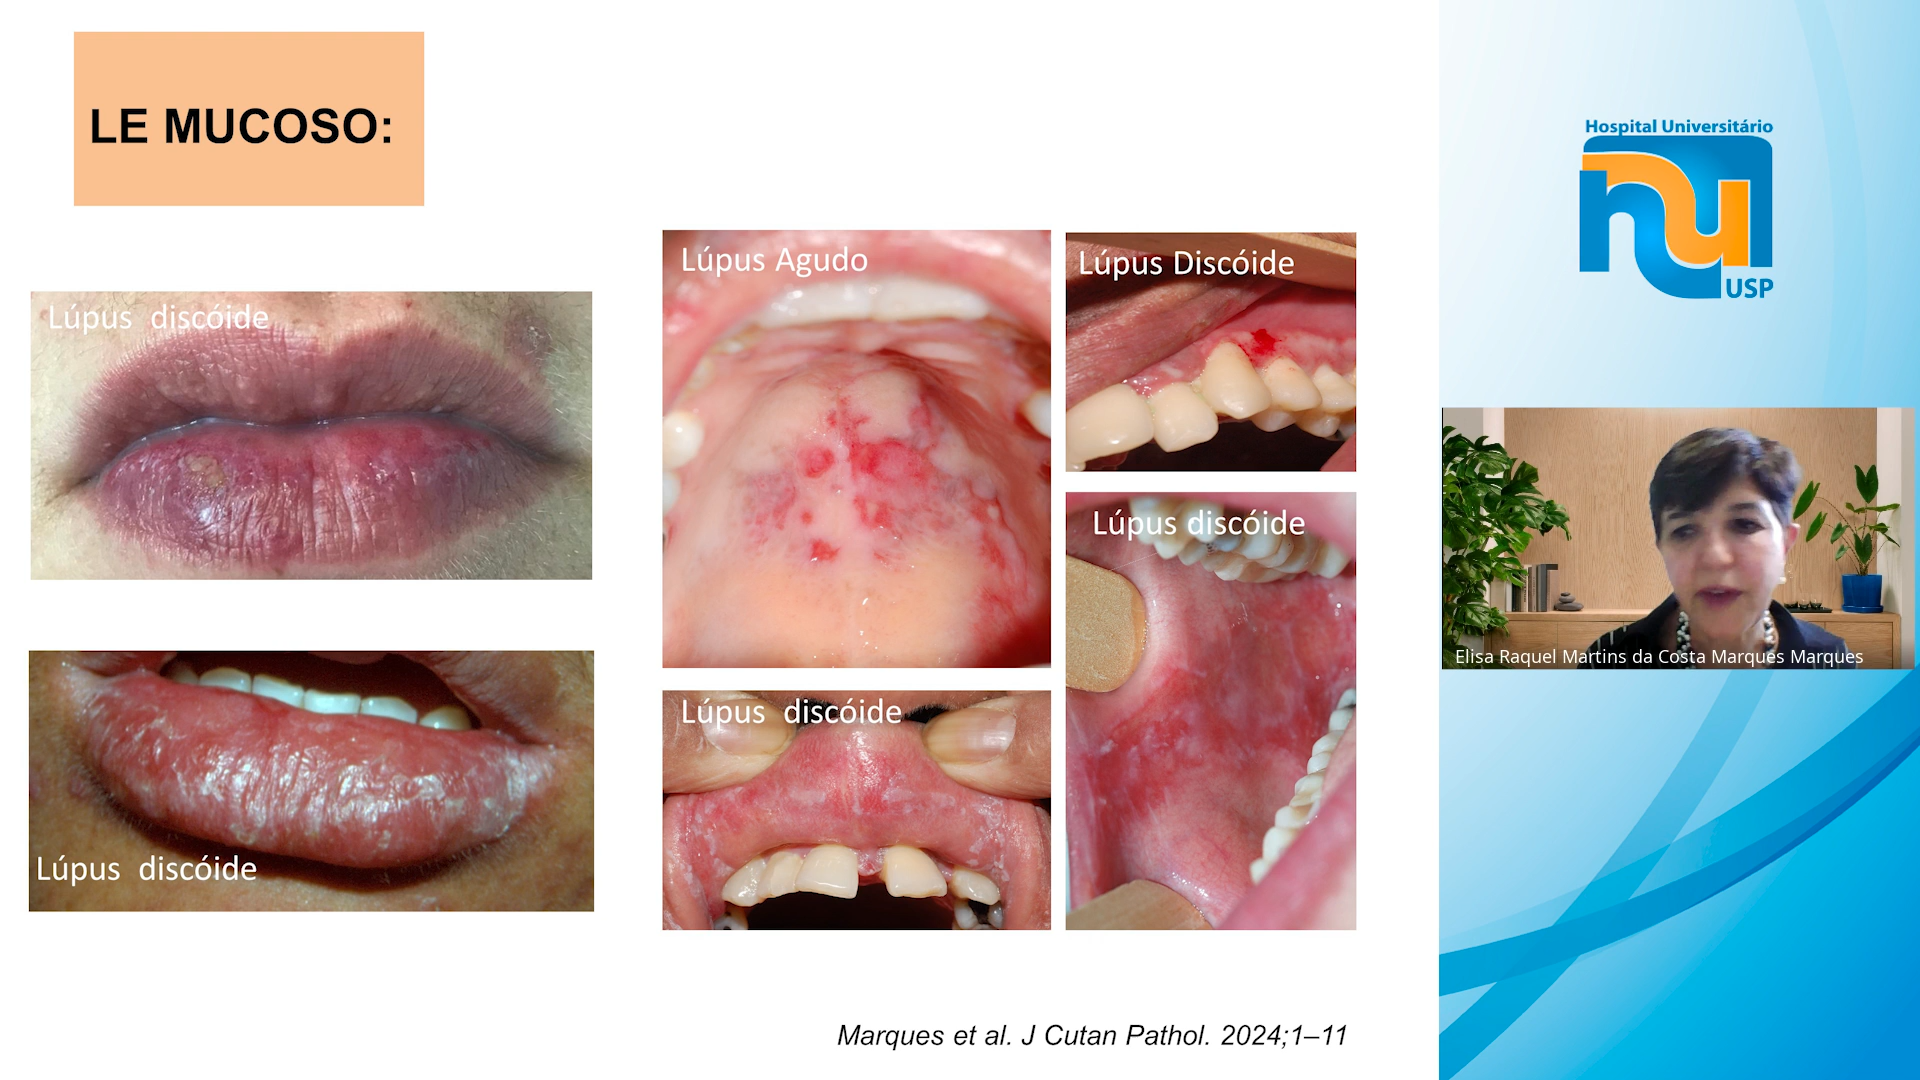 LE MUCOSO:
Lúpus discóide
Lúpus discóide
Lúpus Agudo
Lúpus discóide
Lúpus Discóide
Lúpus discóide
Marques et al. J Cutan Pathol. 2024;1–11
Hospital Universitário
hu
USP
Elisa Raquel Martins da Costa Marques Marques